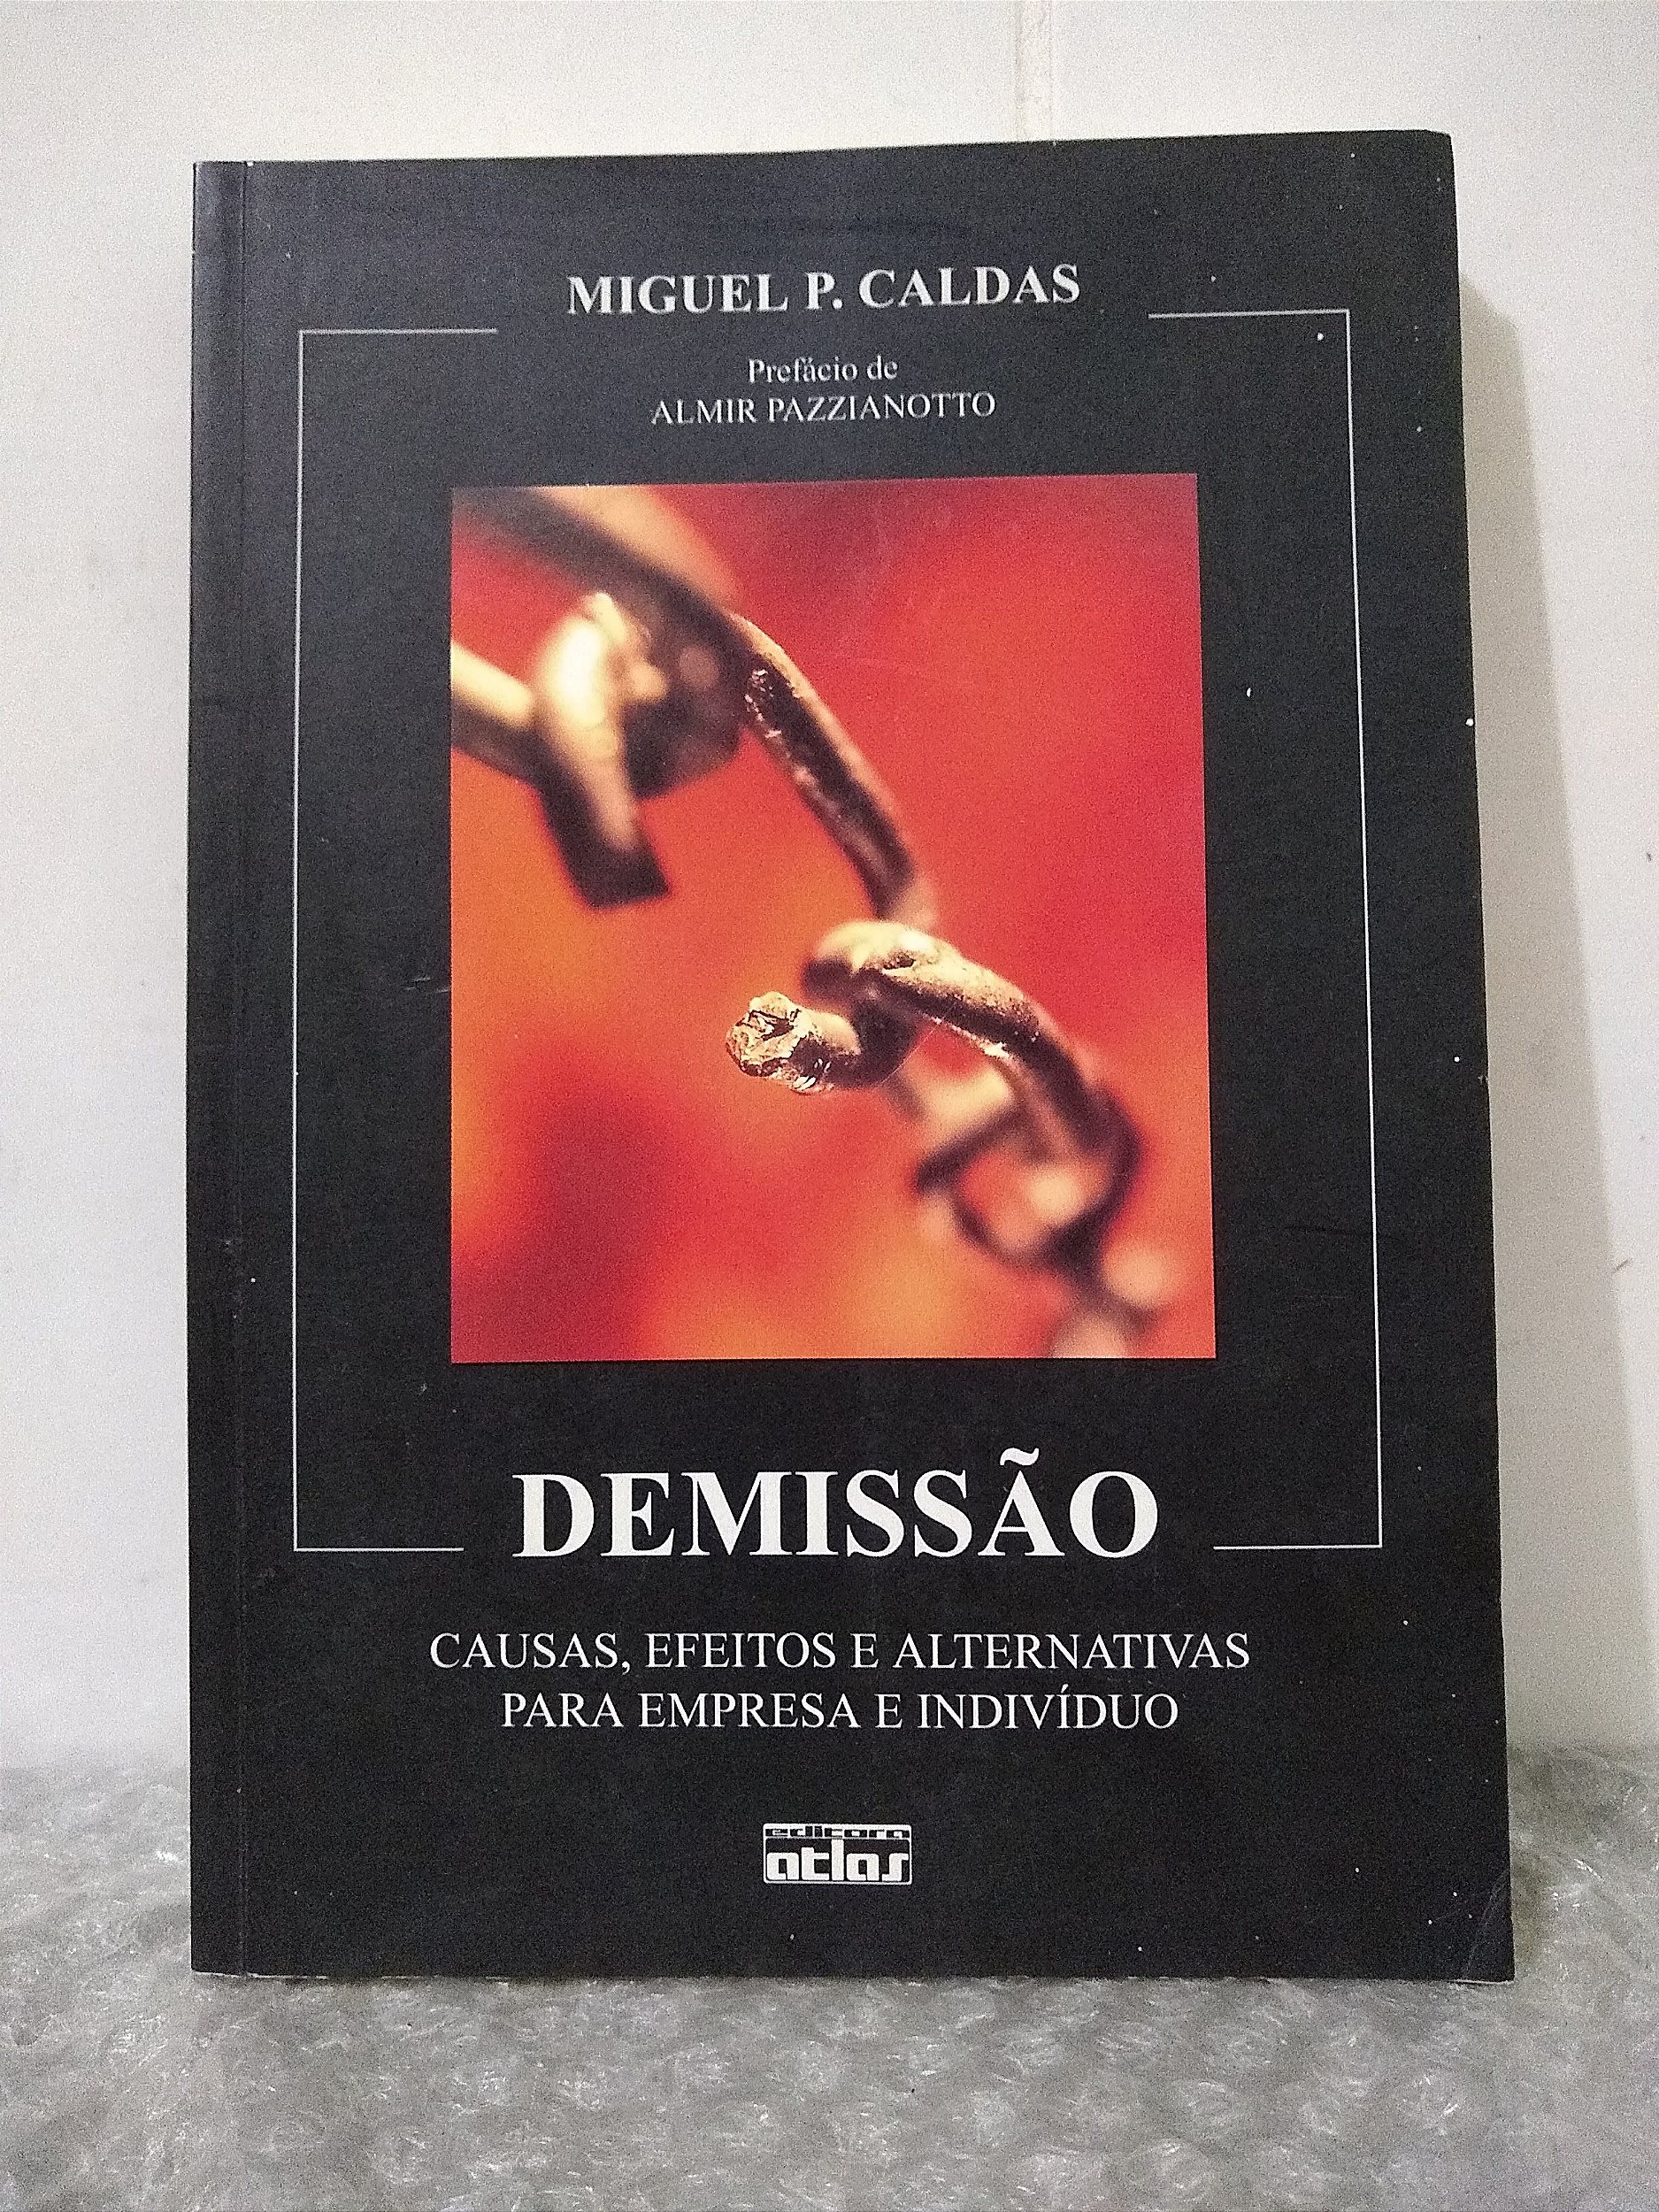 MIGUEL P. CALDAS
Prefácio de
ALMIR PAZZIANOTTO
DEMISSÃO
CAUSAS, EFEITOS E ALTERNATIVAS
PARA EMPRESA E INDIVÍDUO
editora
atlas